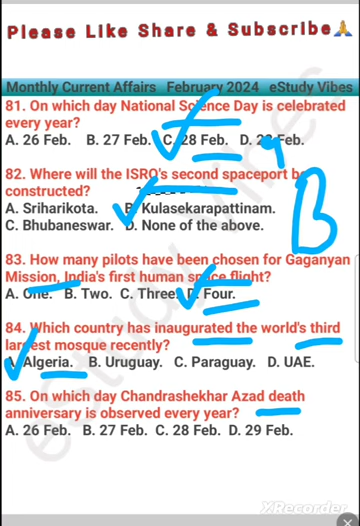 Please Like Share & Subscribe🙏
Monthly Current Affairs February 2024 eStudy Vibes
81. On which day National Science Day is celebrated
every year?
A. 26 Feb. B. 27 Feb. C. 28 Feb. D. 29 Feb.
82. Where will the ISRO's second spaceport be
constructed?
A. Sriharikota. B. Kulasekarapattinam.
C. Bhubaneswar. D. None of the above.
B
83. How many pilots have been chosen for Gaganyan
Mission, India's first human space flight?
A. One. B. Two. C. Three. D. Four.
84. Which country has inaugurated the world's third
largest mosque recently?
A. Algeria. B. Uruguay. C. Paraguay. D. UAE.
85. On which day Chandrashekhar Azad death
anniversary is observed every year?
A. 26 Feb. B. 27 Feb. C. 28 Feb. D. 29 Feb.
eStudy Vibes
XRecorder